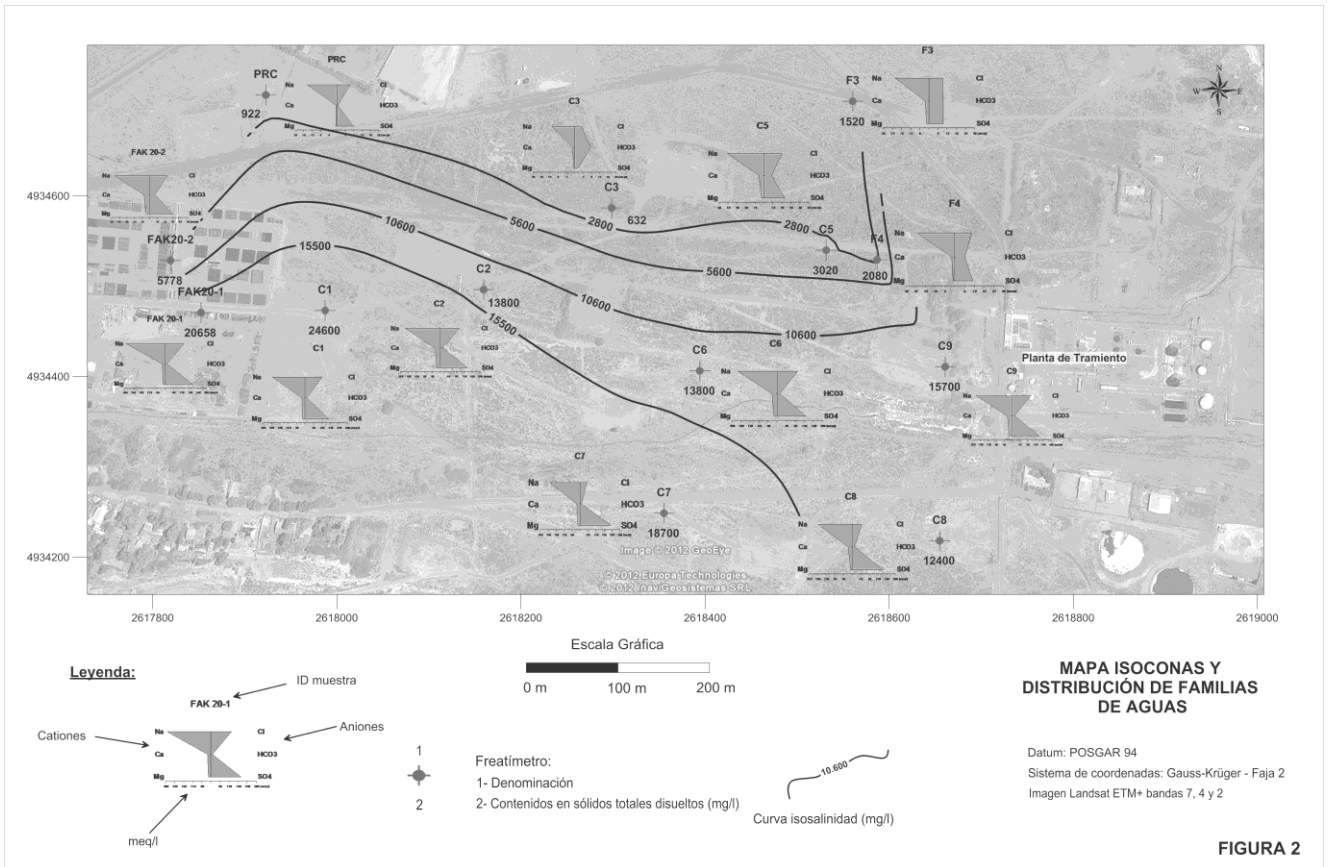 PRC
922
PRC
Na Cl
Ca HCO3
Mg SO4
C3
Na Cl
Ca HCO3
Mg SO4
C3
632
C5
Na Cl
Ca HCO3
Mg SO4
C5
3020
F3
1520
F3
Na Cl
Ca HCO3
Mg SO4
N
W E
S
FAK 20-2
Na Cl
Ca HCO3
Mg SO4
FAK20-2
5778
F4
2080
F4
Na Cl
Ca HCO3
Mg SO4
2800
2800
5600
5600
10600
10600
10600
15500
15500
FAK20-1
20658
FAK 20-1
Na Cl
Ca HCO3
Mg SO4
C1
24600
C1
Na Cl
Ca HCO3
Mg SO4
C2
13800
C2
Na Cl
Ca HCO3
Mg SO4
C6
13800
C6
Na Cl
Ca HCO3
Mg SO4
C9
15700
Planta de Tramiento
C9
Na Cl
Ca HCO3
Mg SO4
C7
Na Cl
Ca HCO3
Mg SO4
C7
18700
C8
Na Cl
Ca HCO3
Mg SO4
C8
12400
Image © 2012 GeoEye
© 2012 Europa Technologies
© 2012 Inav/Geosistemas SRL
4934600
4934400
4934200
2617800 2618000 2618200 2618400 2618600 2618800 2619000
Escala Gráfica
0 m 100 m 200 m
Leyenda:
ID muestra
FAK 20-1
Cationes
Aniones
Na Cl
Ca HCO3
Mg SO4
meq/l
1
2
Freatímetro:
1- Denominación
2- Contenidos en sólidos totales disueltos (mg/l)
10.600
Curva isosalinidad (mg/l)
MAPA ISOCONAS Y
DISTRIBUCIÓN DE FAMILIAS
DE AGUAS
Datum: POSGAR 94
Sistema de coordenadas: Gauss-Krüger - Faja 2
Imagen Landsat ETM+ bandas 7, 4 y 2
FIGURA 2